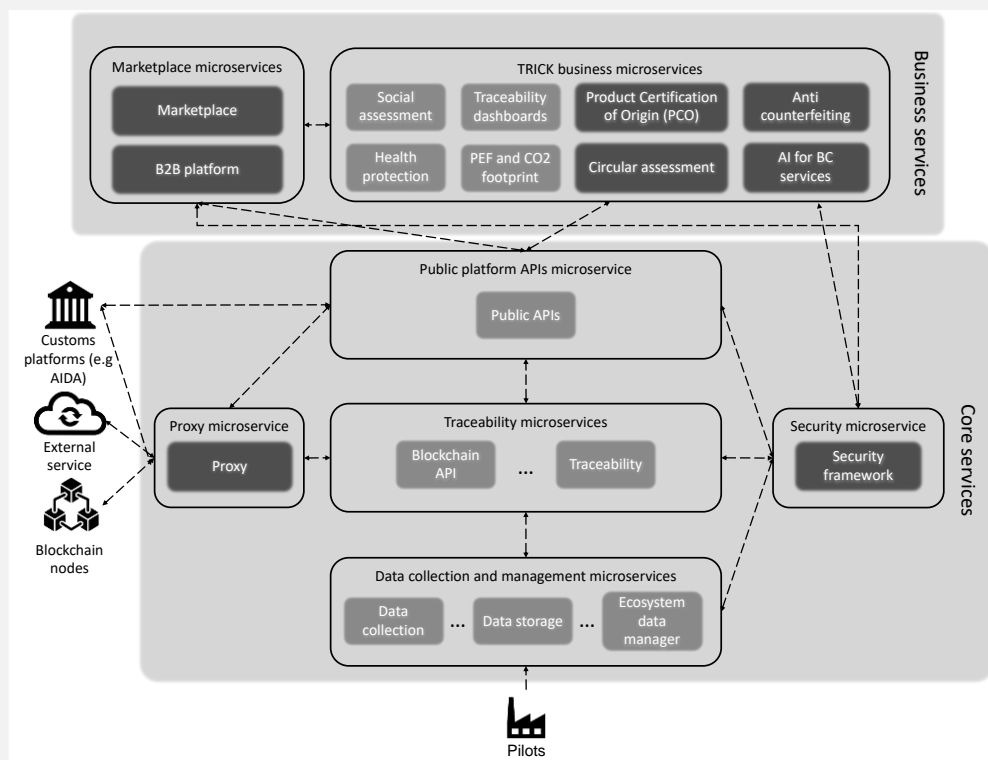 Marketplace microservices
Marketplace
B2B platform
TRICK business microservices
Social
assessment
Traceability
dashboards
Product Certification
of Origin (PCO)
Anti
counterfeiting
Health
protection
PEF and CO2
footprint
Circular assessment
AI for BC
services
Business services
Public platform APIs microservice
Public APIs
Customs
platforms (e.g
AIDA)
External
service
Blockchain
nodes
Proxy microservice
Proxy
Traceability microservices
Blockchain
API
...
Traceability
Security microservice
Security
framework
Core services
Data collection and management microservices
Data
collection
...
Data storage
...
Ecosystem
data
manager
Pilots